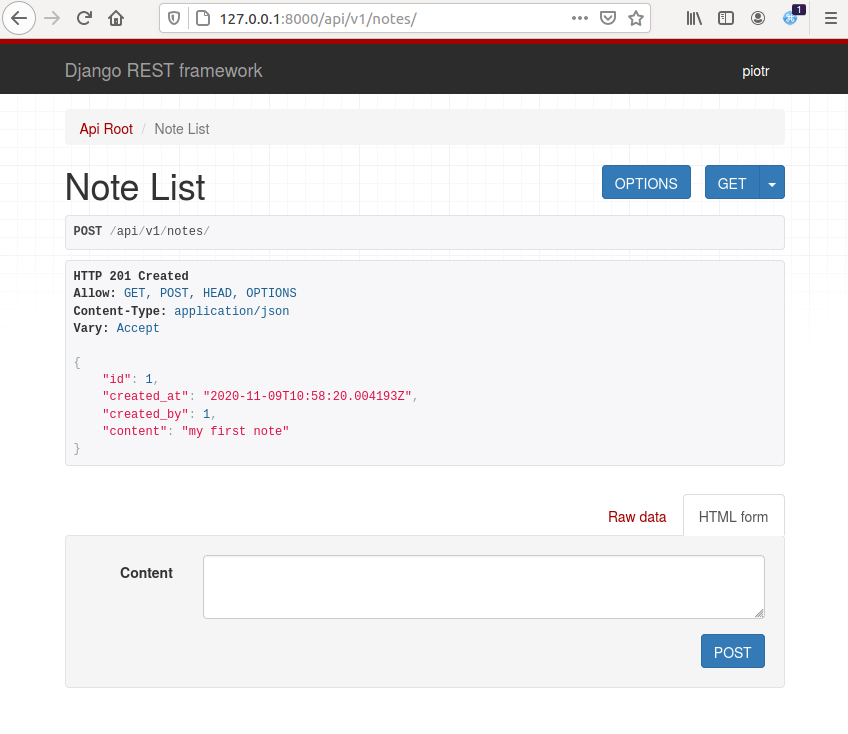 127.0.0.1:8000/api/v1/notes/
1
Django REST framework
piotr
Api Root / Note List
Note List
OPTIONS
GET
POST /api/v1/notes/
HTTP 201 Created
Allow: GET, POST, HEAD, OPTIONS
Content-Type: application/json
Vary: Accept
{
    "id": 1,
    "created_at": "2020-11-09T10:58:20.004193Z",
    "created_by": 1,
    "content": "my first note"
}
Raw data
HTML form
Content
POST